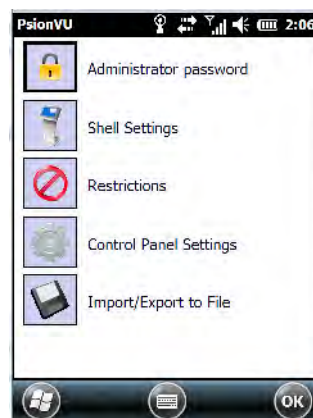 PsionVU 2:06
Administrator password
Shell Settings
Restrictions
Control Panel Settings
Import/Export to File
OK